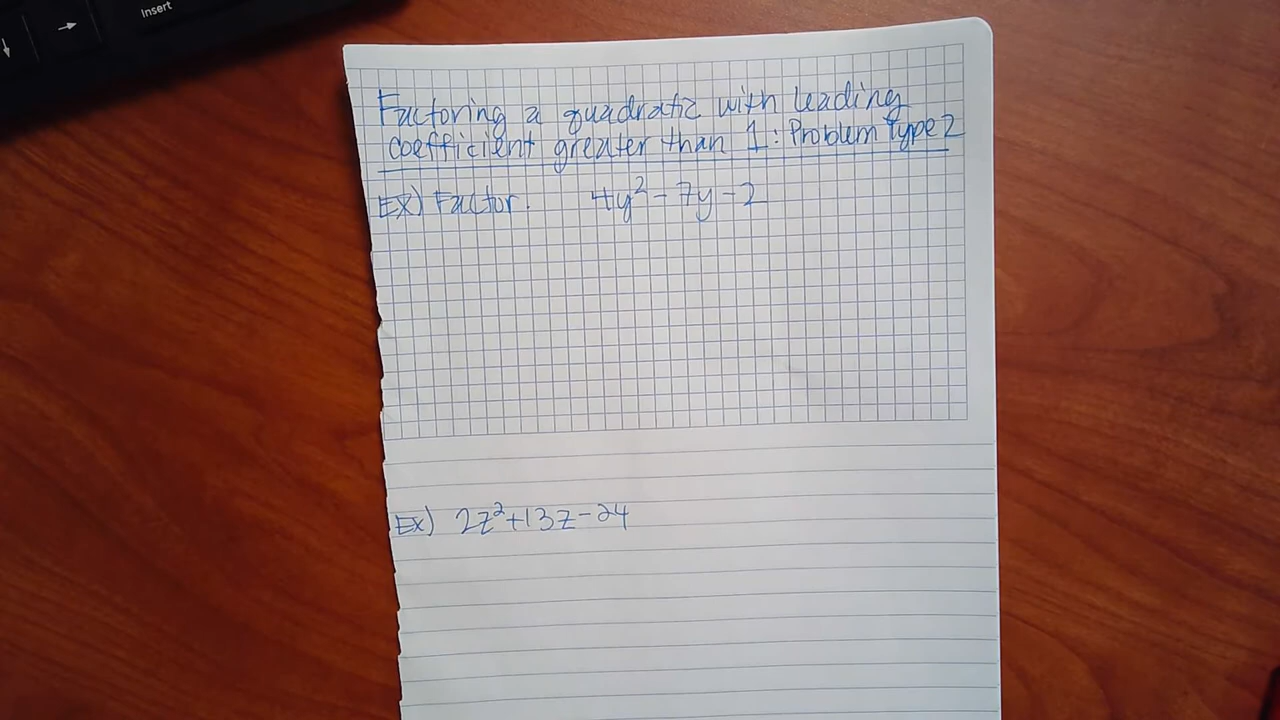 Insert
↓ →
Factoring a quadratic with leading
coefficient greater than 1: Problem type 2
EX) Factor. 4y²-7y-2
Ex) 2z²+13z-24